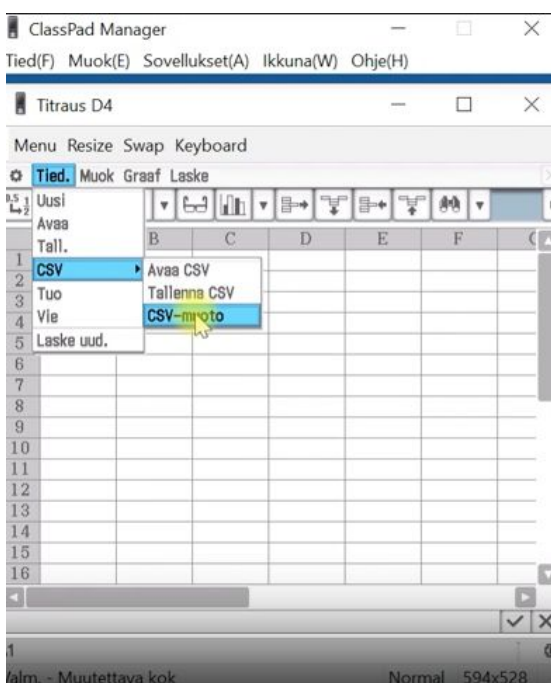 ClassPad Manager
Tied(F) Muok(E) Sovellukset(A) Ikkuna(W) Ohje(H)
Titraus D4
Menu Resize Swap Keyboard
Tied. Muok Graaf Laske
Uusi
Avaa
Tall.
CSV
Tuo
Vie
Laske uud.
Avaa CSV
Tallenna CSV
CSV-muoto
B C D E F
1
2
3
4
5
6
7
8
9
10
11
12
13
14
15
16
Muutettava kok
Normal 594x528